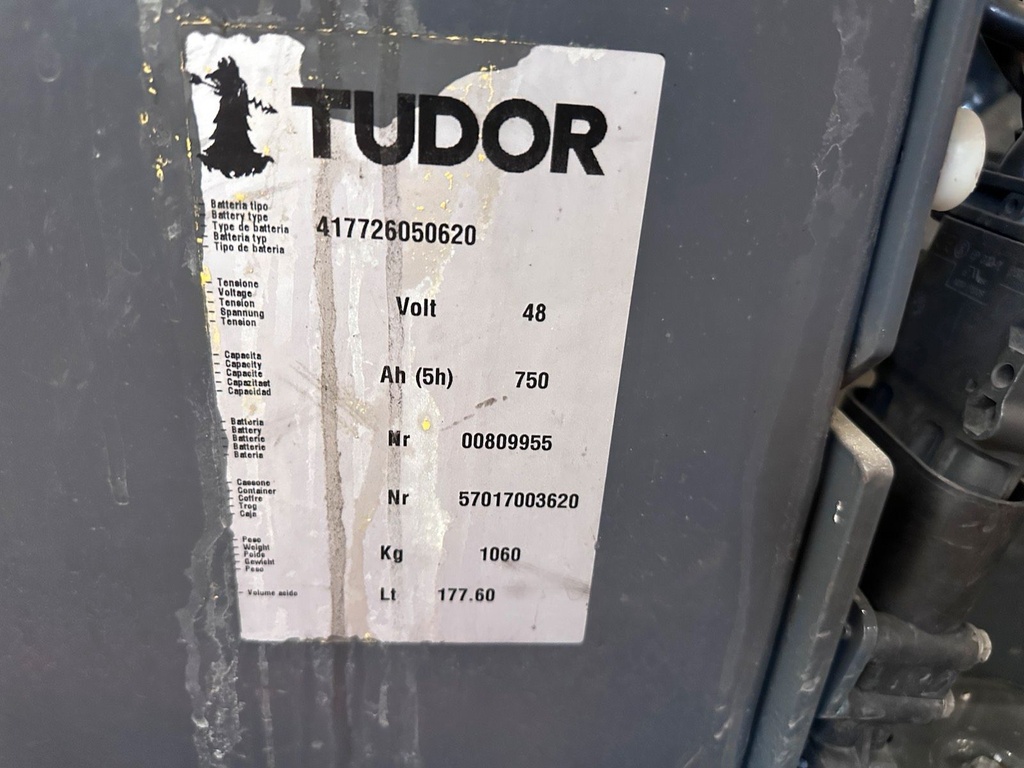 TUDOR
Batteria tipo
Battery type
Type de batteria
Batteria typ
Tipo de bateria
417726050620
Tensione
Voltage
Tension
Spannung
Tension
Volt 48
Capacita
Capacity
Capacite
Capazitaet
Capacidad
Ah (5h) 750
Batteria
Battery
Batterie
Batterie
Bateria
Nr 00809955
Cassone
Container
Coffre
Trog
Caja
Nr 57017003620
Peso
Weight
Poids
Gewicht
Peso
Kg 1060
Volume acido
Lt 177.60